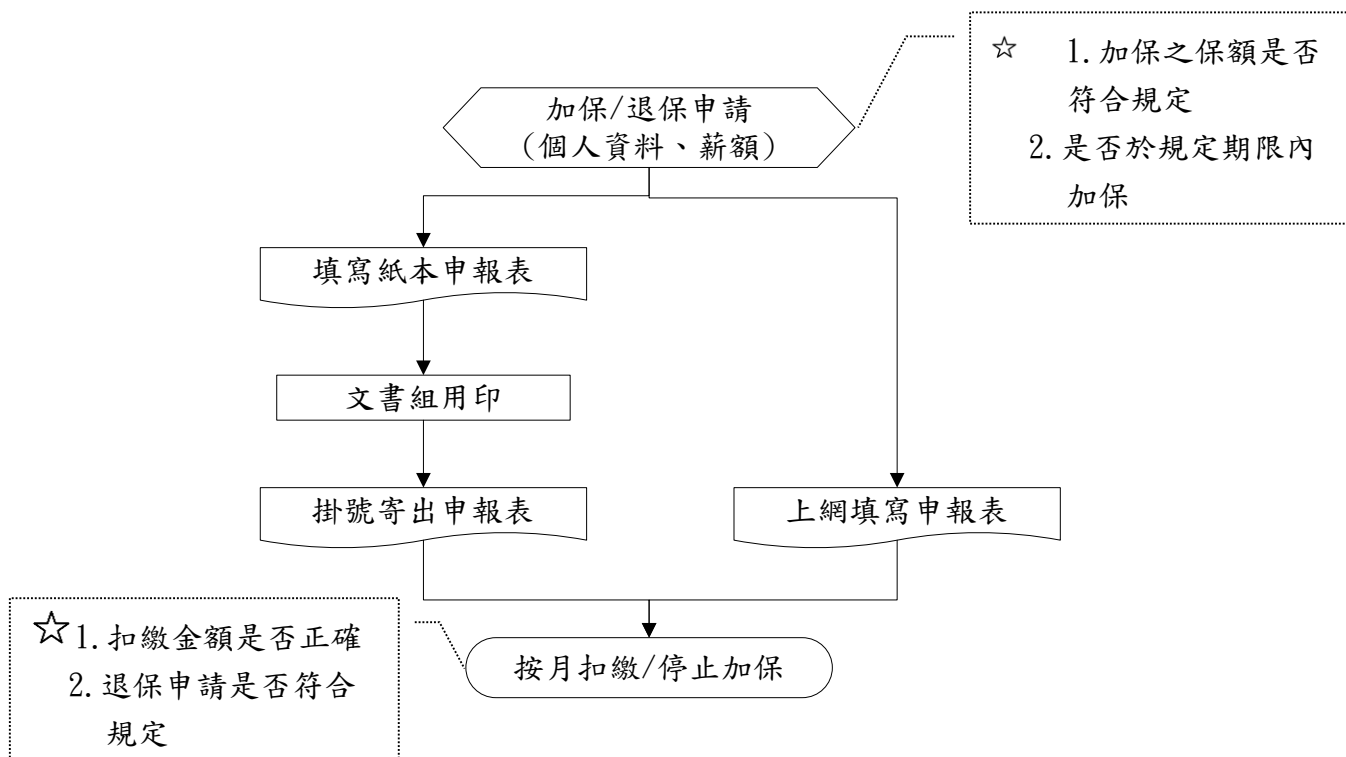 ☆ 1.加保之保額是否
符合規定
2.是否於規定期限內
加保
加保/退保申請
(個人資料、薪額)
填寫紙本申報表
文書組用印
掛號寄出申報表
上網填寫申報表
☆1.扣繳金額是否正確
2.退保申請是否符合
規定
按月扣繳/停止加保